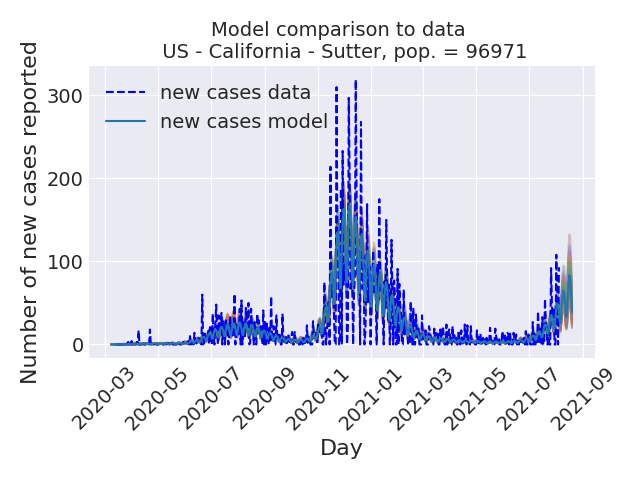 Model comparison to data
US - California - Sutter, pop. = 96971
Number of new cases reported
300
200
100
0
new cases data
new cases model
2020-03
2020-05
2020-07
2020-09
2020-11
2021-01
2021-03
2021-05
2021-07
2021-09
Day